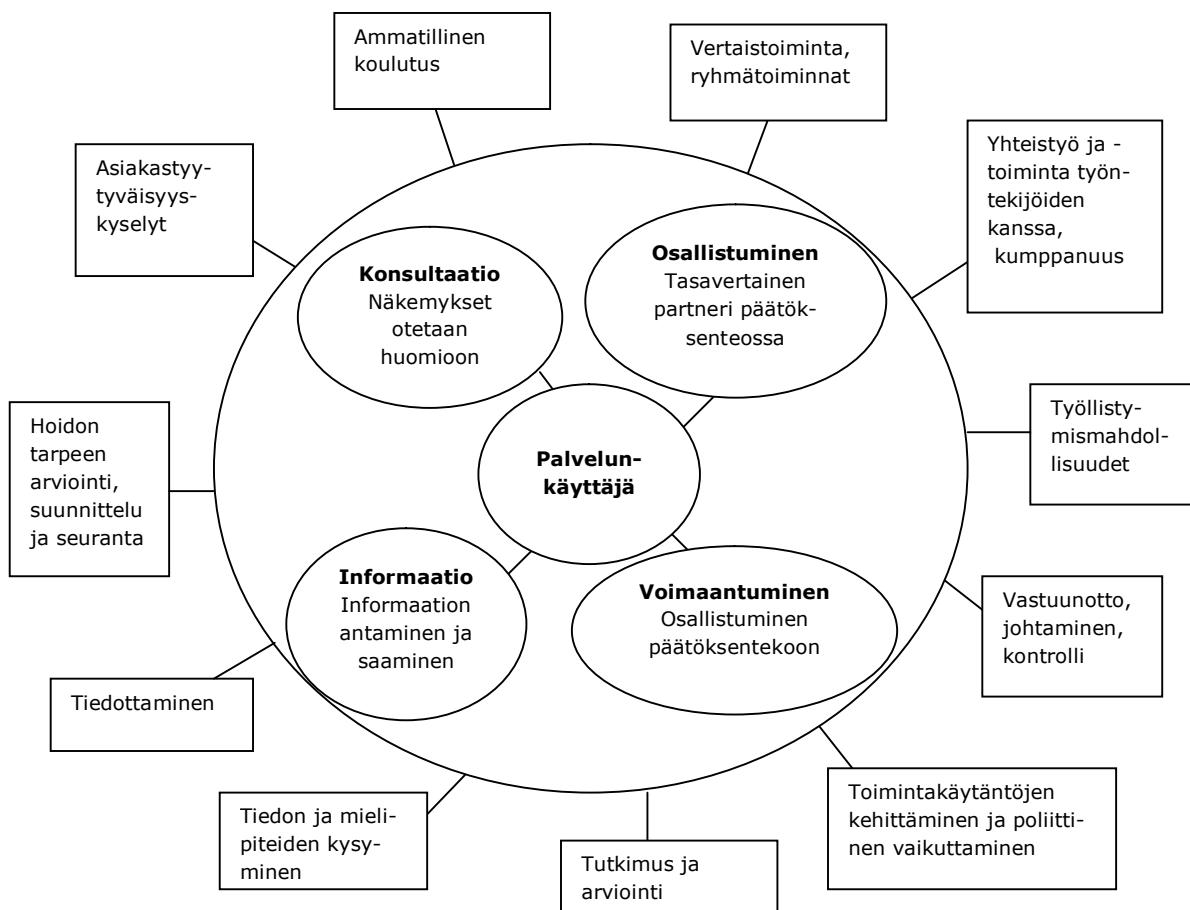 Ammatillinen
koulutus
Vertaistoiminta,
ryhmätoiminnat
Asiakastyy-
tyväisyys-
kyselyt
Yhteistyö ja -
toiminta työn-
tekijöiden
kanssa,
kumppanuus
Konsultaatio
Näkemykset
otetaan
huomioon
Osallistuminen
Tasavertainen
partneri päätök-
senteossa
Hoidon
tarpeen
arviointi,
suunnittelu
ja seuranta
Palvelun-
käyttäjä
Työllisty-
mismahdol-
lisuudet
Informaatio
Informaation
antaminen ja
saaminen
Voimaantuminen
Osallistuminen
päätöksentekoon
Vastuunotto,
johtaminen,
kontrolli
Tiedottaminen
Tiedon ja mieli-
piteiden kysy-
minen
Tutkimus ja
arviointi
Toimintakäytäntöjen
kehittäminen ja poliitti-
nen vaikuttaminen